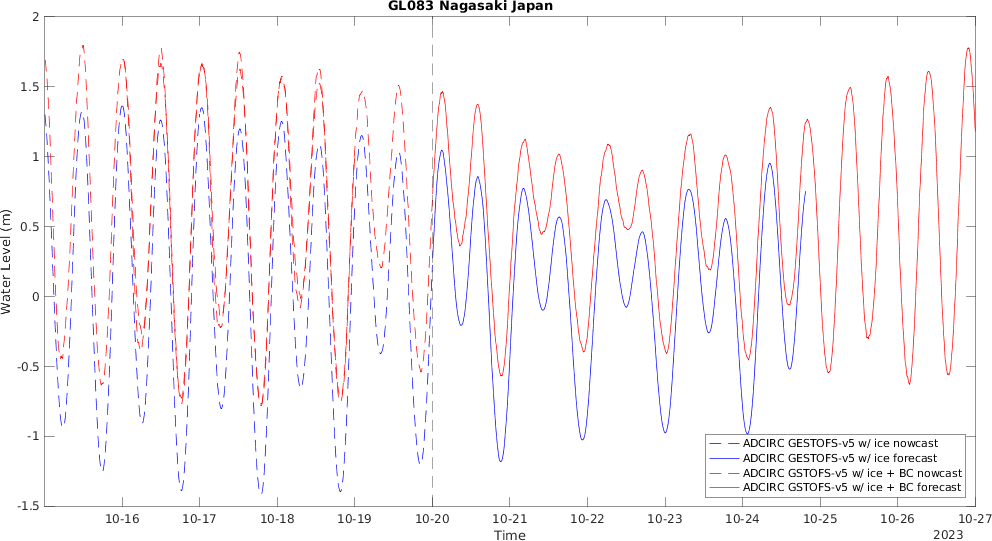 GL083 Nagasaki Japan
2
1.5
1
0.5
0
-0.5
-1
-1.5
Water Level (m)
ADCIRC GESTOFS-v5 w/ ice nowcast
ADCIRC GESTOFS-v5 w/ ice forecast
ADCIRC GSTOFS-v5 w/ ice + BC nowcast
ADCIRC GSTOFS-v5 w/ ice + BC forecast
10-16 10-17 10-18 10-19 10-20 10-21 10-22 10-23 10-24 10-25 10-26 10-27
Time
2023